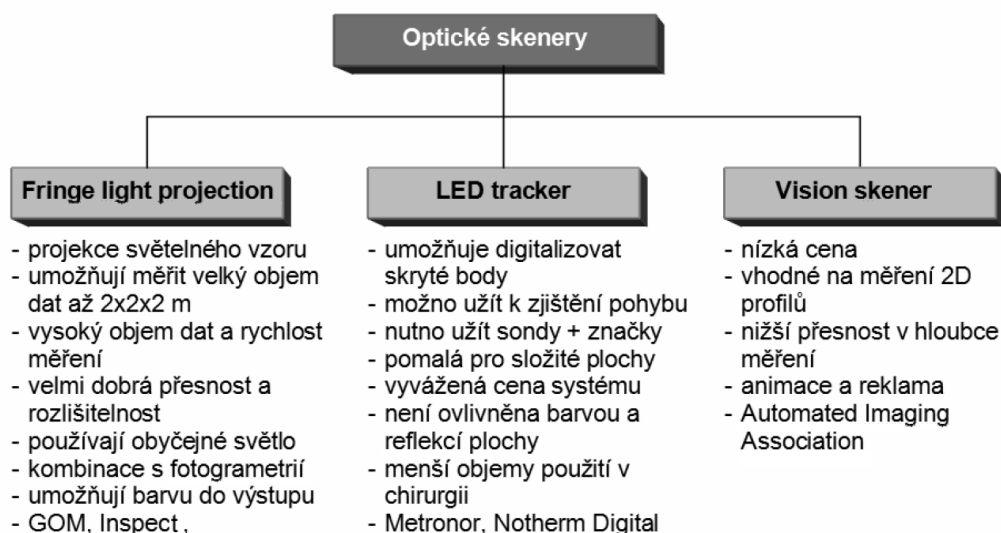 Optické skenery
Fringe light projection
- projekce světelného vzoru
- umožňují měřit velký objem
dat až 2x2x2 m
- vysoký objem dat a rychlost
měření
- velmi dobrá přesnost a
rozlišitelnost
- používají obyčejné světlo
- kombinace s fotogrametrií
- umožňují barvu do výstupu
- GOM, Inspect ,
LED tracker
- umožňuje digitalizovat
skryté body
- možno užít k zjištění pohybu
- nutno užít sondy + značky
- pomalá pro složité plochy
- vyvážená cena systému
- není ovlivněna barvou a
reflekcí plochy
- menší objemy použití v
chirurgii
- Metronor, Notherm Digital
Vision skener
- nízká cena
- vhodné na měření 2D
profilů
- nižší přesnost v hloubce
měření
- animace a reklama
- Automated Imaging
Association